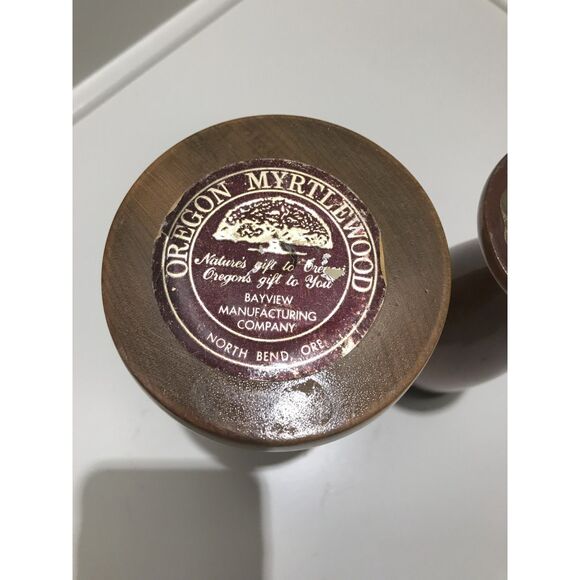 OREGON MYRTLEWOOD
Nature's gift to
Oregon's gift to You
BAYVIEW
MANUFACTURING
COMPANY
NORTH BEND, ORE.